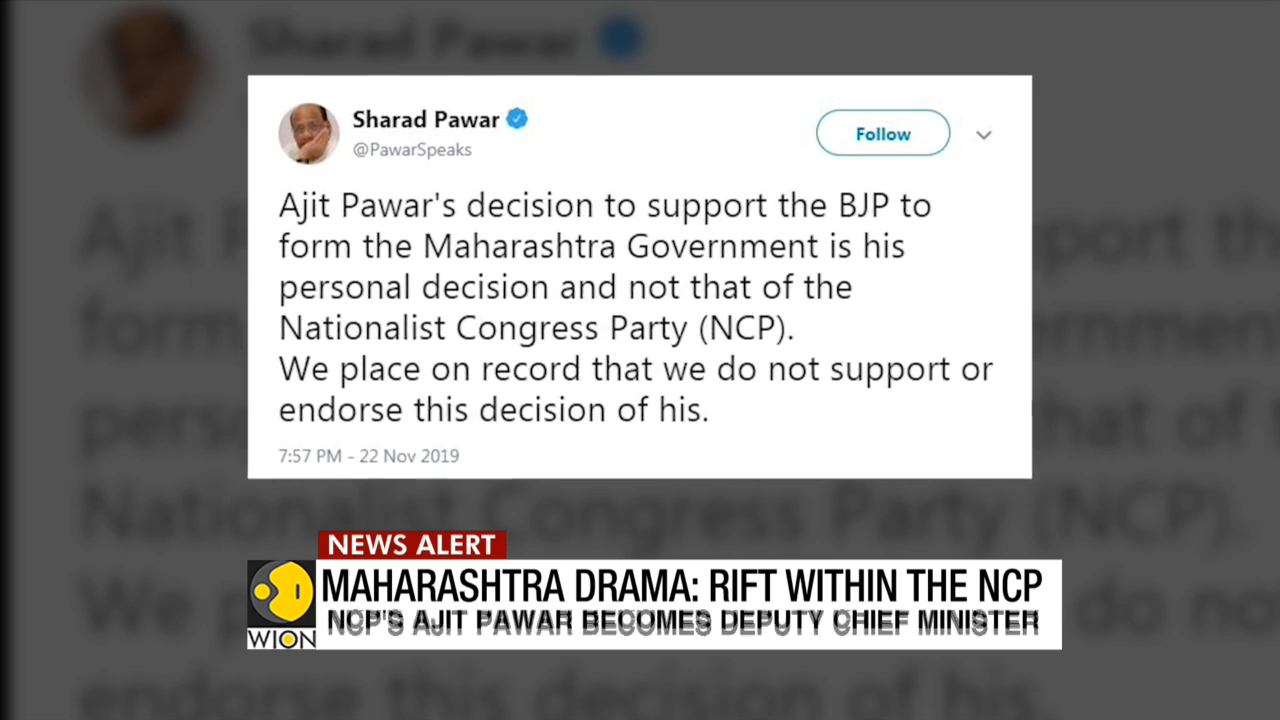 Sharad Pawar
@PawarSpeaks
Follow
Ajit Pawar's decision to support the BJP to
form the Maharashtra Government is his
personal decision and not that of the
Nationalist Congress Party (NCP).
We place on record that we do not support or
endorse this decision of his.
7:57 PM - 22 Nov 2019
NEWS ALERT
MAHARASHTRA DRAMA: RIFT WITHIN THE NCP
NCP'S AJIT PAWAR BECOMES DEPUTY CHIEF MINISTER
WION